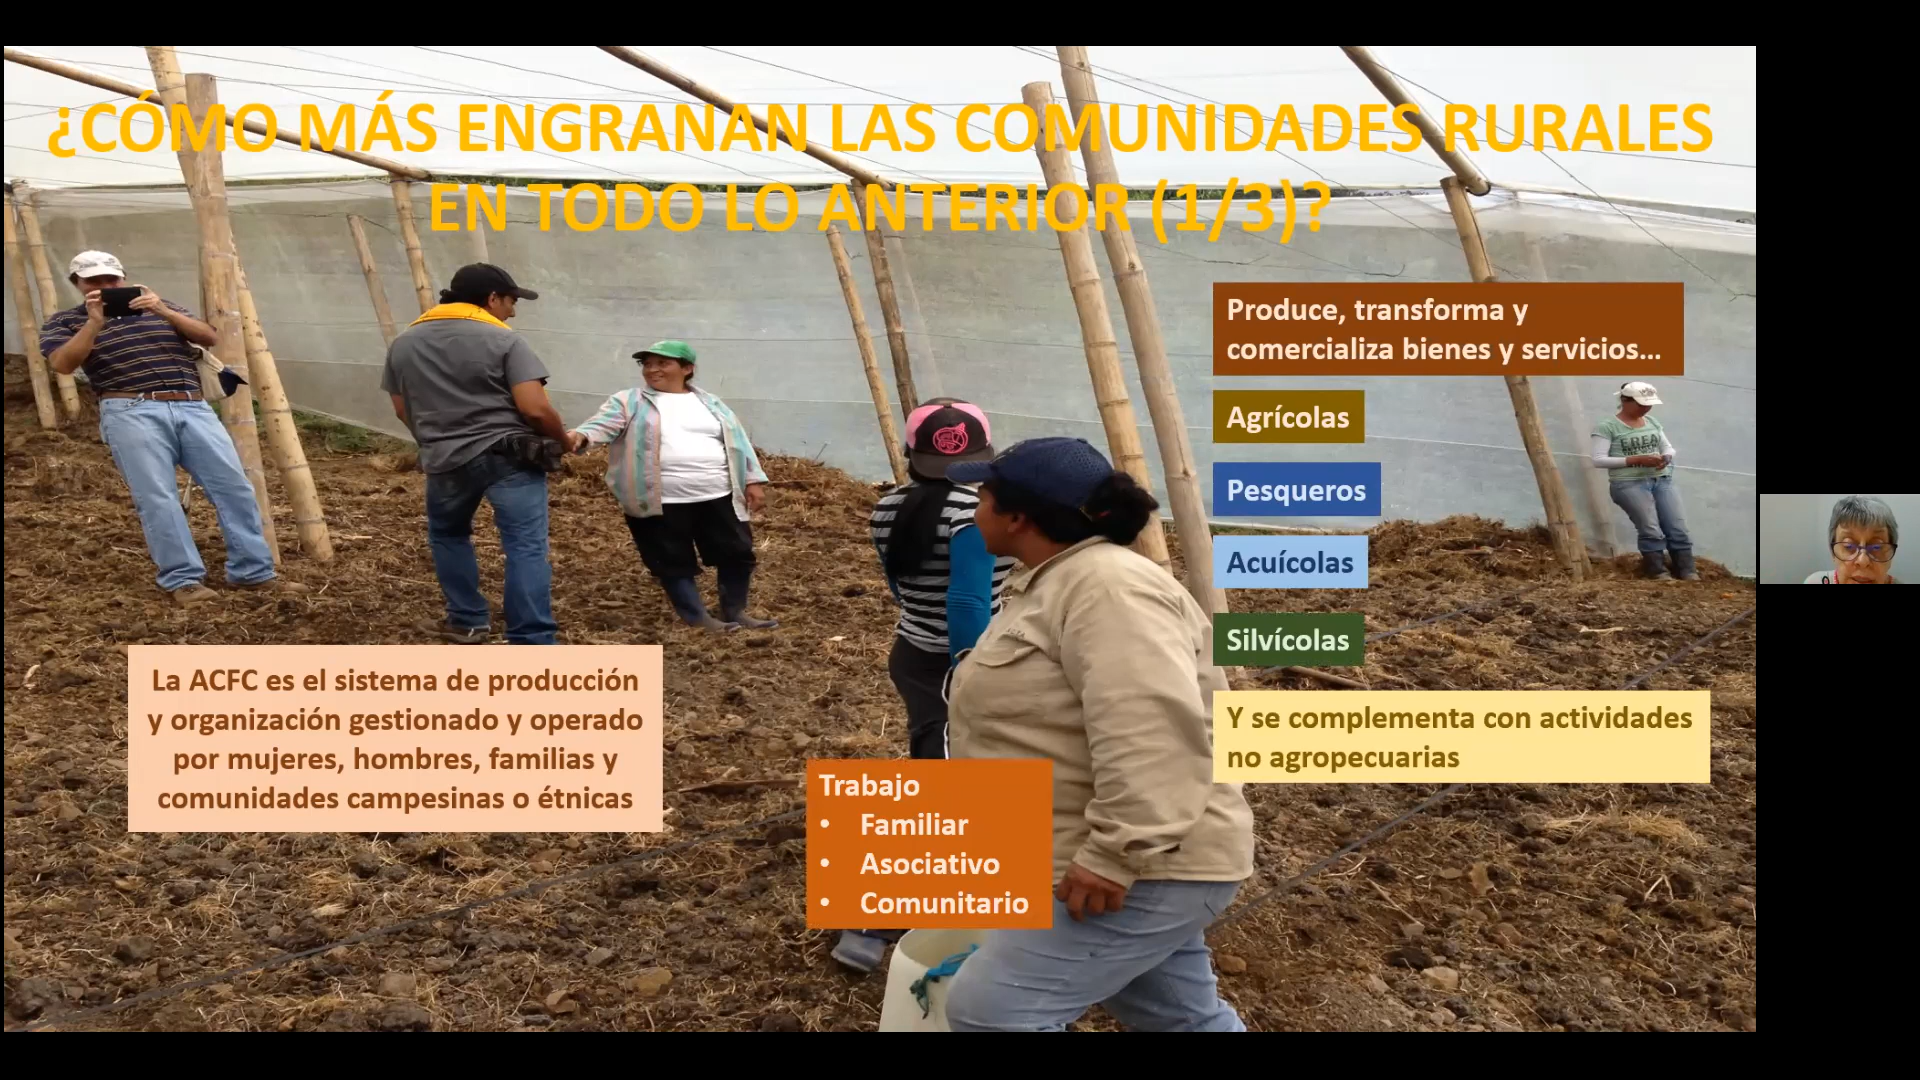 ¿CÓMO MÁS ENGRANAN LAS COMUNIDADES RURALES
EN TODO LO ANTERIOR (1/3)?
La ACFC es el sistema de producción
y organización gestionado y operado
por mujeres, hombres, familias y
comunidades campesinas o étnicas
Trabajo
• Familiar
• Asociativo
• Comunitario
Produce, transforma y
comercializa bienes y servicios...
Agrícolas
Pesqueros
Acuícolas
Silvícolas
Y se complementa con actividades
no agropecuarias